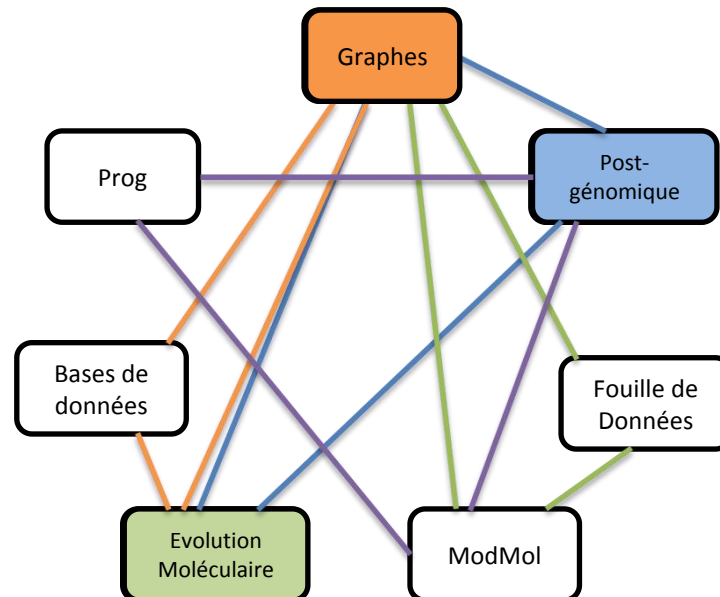 Graphes
Prog
Post-
génomique
Bases de
données
Fouille de
Données
Evolution
Moléculaire
ModMol